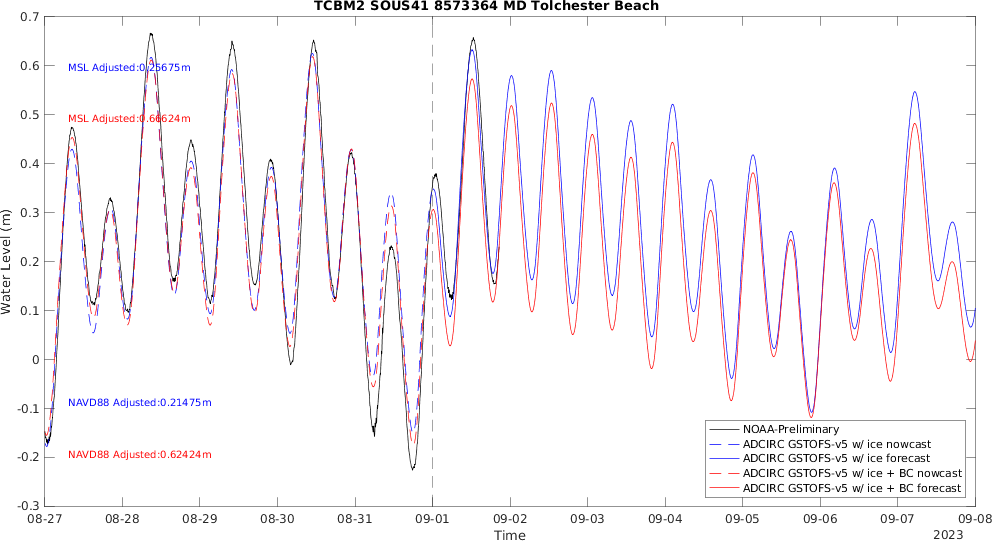 TCBM2 SOUS41 8573364 MD Tolchester Beach
0.7
0.6
0.5
0.4
0.3
0.2
0.1
0
-0.1
-0.2
-0.3
Water Level (m)
MSL Adjusted:0.25675m
MSL Adjusted:0.66624m
NAVD88 Adjusted:0.21475m
NAVD88 Adjusted:0.62424m
NOAA-Preliminary
ADCIRC GSTOFS-v5 w/ ice nowcast
ADCIRC GSTOFS-v5 w/ ice forecast
ADCIRC GSTOFS-v5 w/ ice + BC nowcast
ADCIRC GSTOFS-v5 w/ ice + BC forecast
08-27 08-28 08-29 08-30 08-31 09-01 09-02 09-03 09-04 09-05 09-06 09-07 09-08
Time
2023